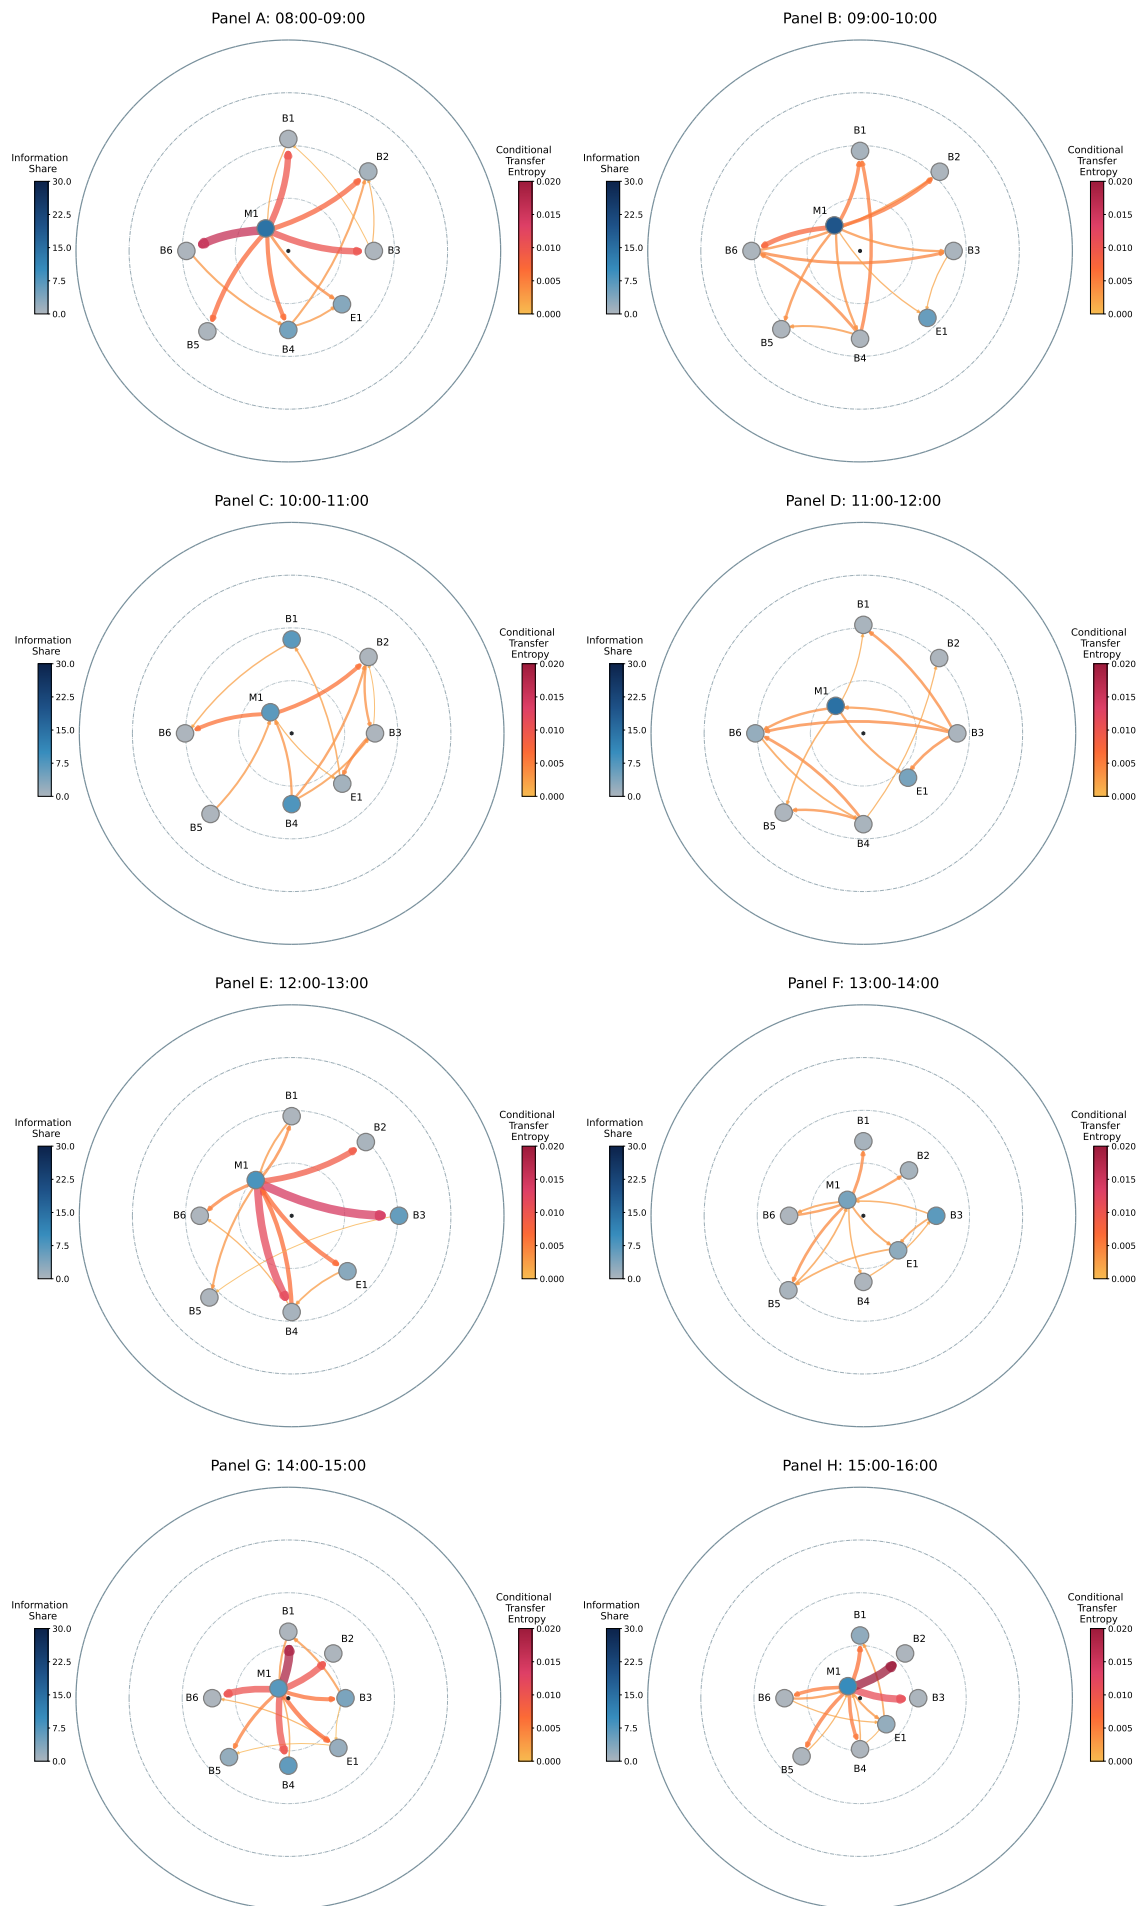 Panel A: 08:00-09:00
Information
Share
30.0
22.5
15.0
7.5
0.0
B1
B2
M1
B6
B3
E1
B5
B4
Conditional
Transfer
Entropy
0.020
0.015
0.010
0.005
0.000
Panel B: 09:00-10:00
Information
Share
30.0
22.5
15.0
7.5
0.0
B1
B2
M1
B6
B3
E1
B5
B4
Conditional
Transfer
Entropy
0.020
0.015
0.010
0.005
0.000
Panel C: 10:00-11:00
Information
Share
30.0
22.5
15.0
7.5
0.0
B1
B2
M1
B6
B3
E1
B5
B4
Conditional
Transfer
Entropy
0.020
0.015
0.010
0.005
0.000
Panel D: 11:00-12:00
Information
Share
30.0
22.5
15.0
7.5
0.0
B1
B2
M1
B6
B3
E1
B5
B4
Conditional
Transfer
Entropy
0.020
0.015
0.010
0.005
0.000
Panel E: 12:00-13:00
Information
Share
30.0
22.5
15.0
7.5
0.0
B1
B2
M1
B6
B3
E1
B5
B4
Conditional
Transfer
Entropy
0.020
0.015
0.010
0.005
0.000
Panel F: 13:00-14:00
Information
Share
30.0
22.5
15.0
7.5
0.0
B1
B2
M1
B6
B3
E1
B5
B4
Conditional
Transfer
Entropy
0.020
0.015
0.010
0.005
0.000
Panel G: 14:00-15:00
Information
Share
30.0
22.5
15.0
7.5
0.0
B1
B2
M1
B6
B3
E1
B5
B4
Conditional
Transfer
Entropy
0.020
0.015
0.010
0.005
0.000
Panel H: 15:00-16:00
Information
Share
30.0
22.5
15.0
7.5
0.0
B1
B2
M1
B6
B3
E1
B5
B4
Conditional
Transfer
Entropy
0.020
0.015
0.010
0.005
0.000